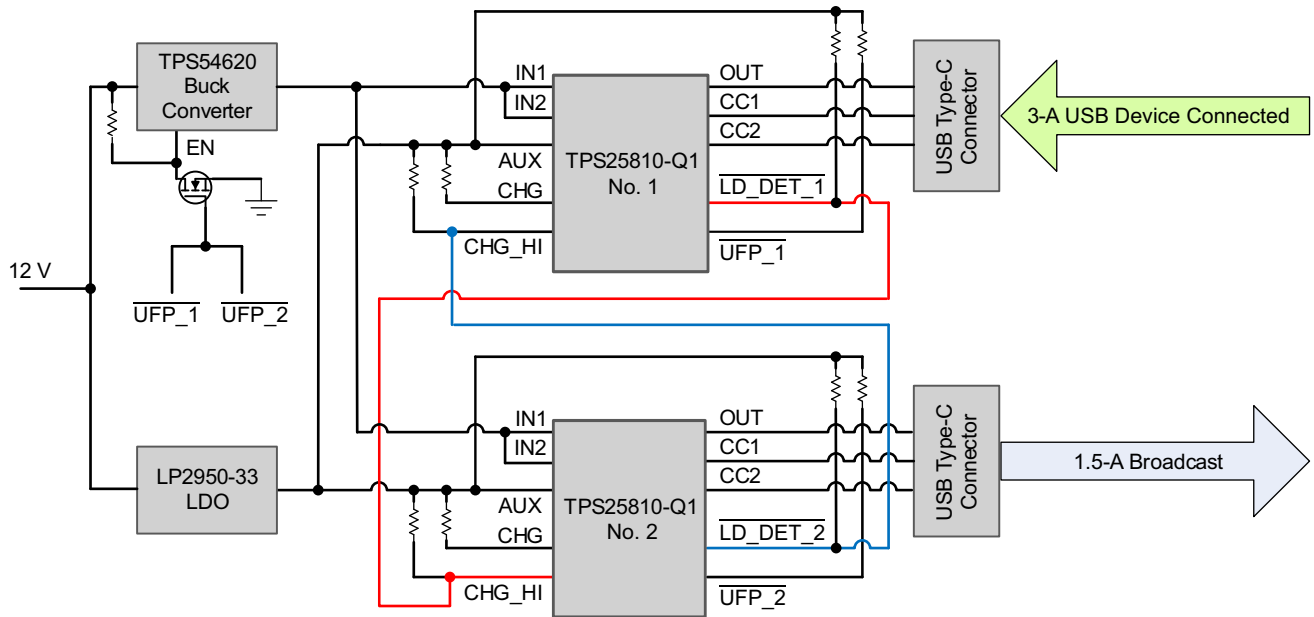 TPS54620
Buck
Converter
EN
12 V
UFP_1
UFP_2
LP2950-33
LDO
IN1
IN2
AUX
CHG
CHG_HI
TPS25810-Q1
No. 1
OUT
CC1
CC2
LD_DET_1
UFP_1
USB Type-C
Connector
3-A USB Device Connected
IN1
IN2
AUX
CHG
CHG_HI
TPS25810-Q1
No. 2
OUT
CC1
CC2
LD_DET_2
UFP_2
USB Type-C
Connector
1.5-A Broadcast